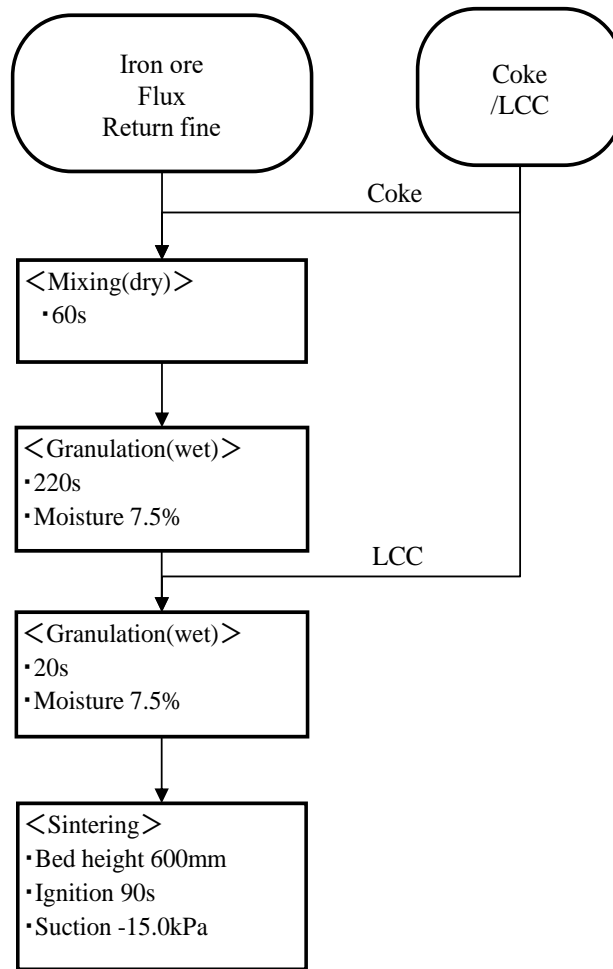 Iron ore
Flux
Return fine
Coke
/LCC
Coke
＜Mixing(dry)＞
･60s
＜Granulation(wet)＞
･220s
･Moisture 7.5%
LCC
＜Granulation(wet)＞
･20s
･Moisture 7.5%
＜Sintering＞
･Bed height 600mm
･Ignition 90s
･Suction -15.0kPa